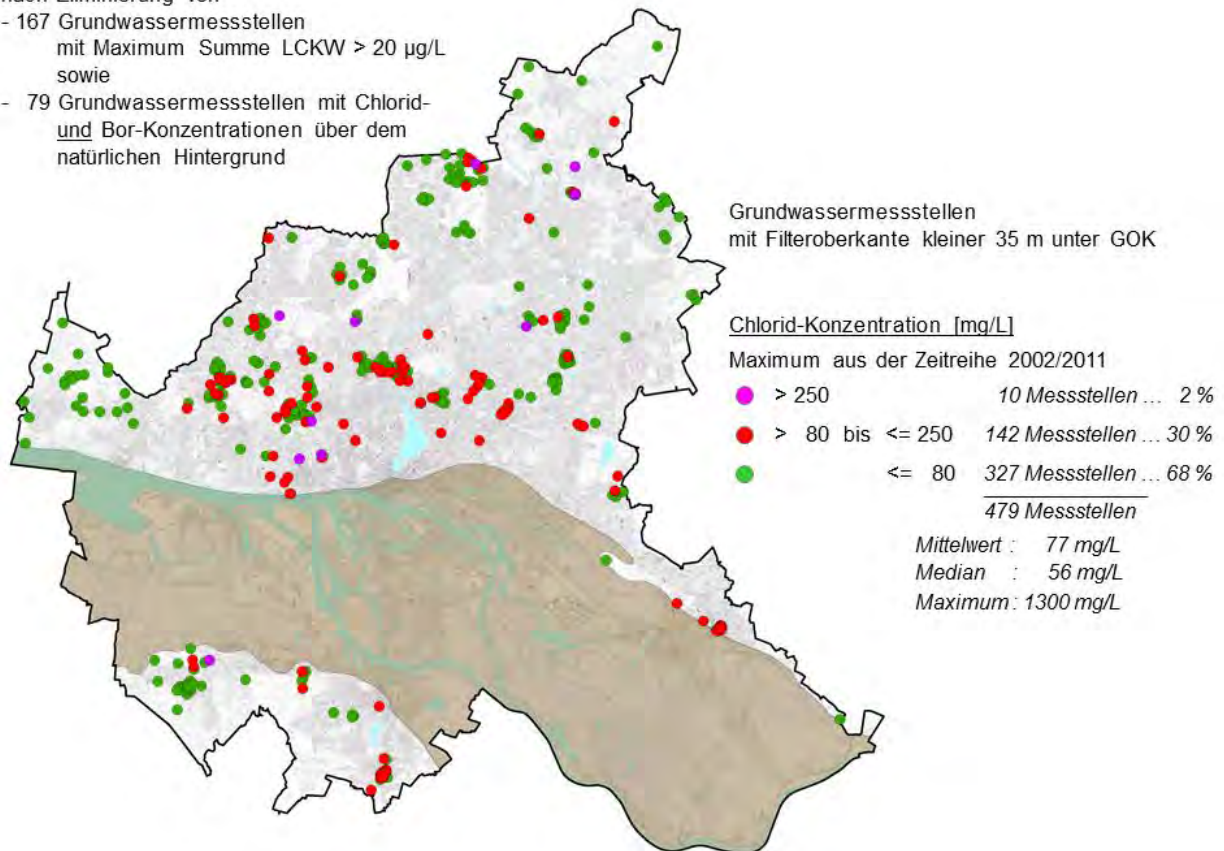 nach Eliminierung von
- 167 Grundwassermessstellen
mit Maximum Summe LCKW > 20 µg/L
sowie
- 79 Grundwassermessstellen mit Chlorid-
und Bor-Konzentrationen über dem
natürlichen Hintergrund
Grundwassermessstellen
mit Filteroberkante kleiner 35 m unter GOK
Chlorid-Konzentration [mg/L]
Maximum aus der Zeitreihe 2002/2011
> 250 10 Messstellen ... 2 %
> 80 bis <= 250 142 Messstellen ... 30 %
<= 80 327 Messstellen ... 68 %
479 Messstellen
Mittelwert : 77 mg/L
Median : 56 mg/L
Maximum : 1300 mg/L